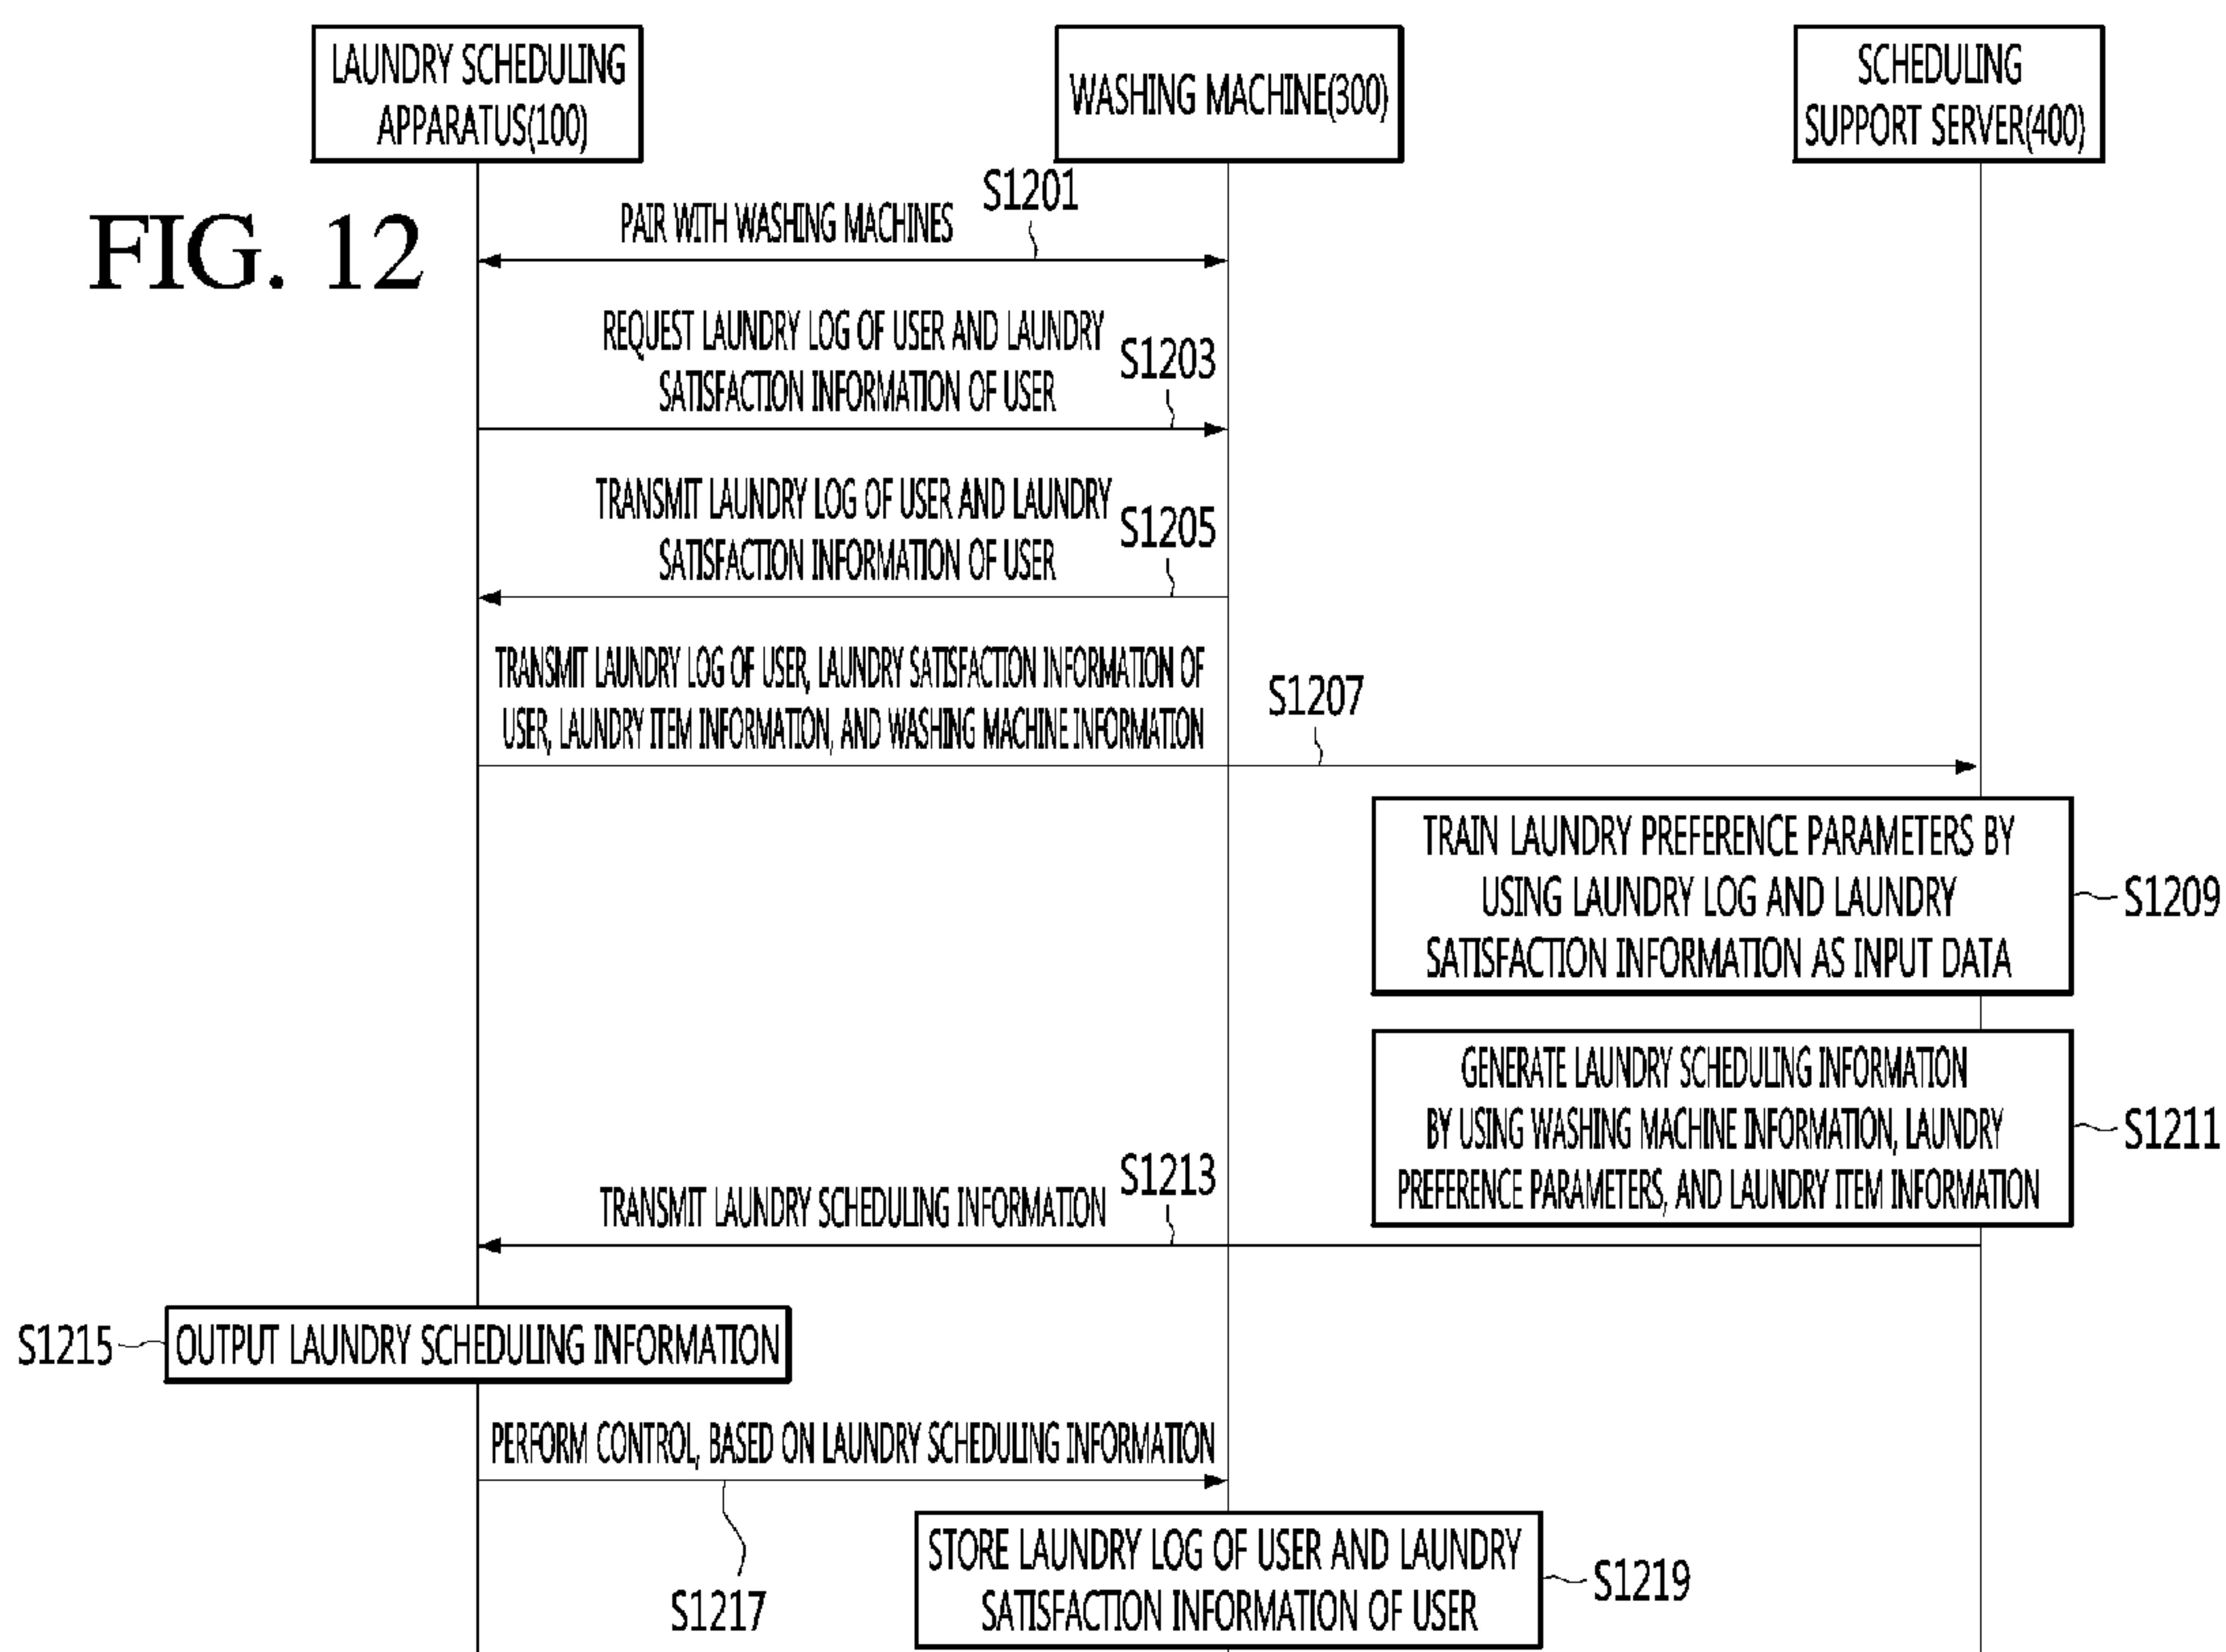 LAUNDRY SCHEDULING
APPARATUS(100)
WASHING MACHINE(300)
SCHEDULING
SUPPORT SERVER(400)
FIG. 12
PAIR WITH WASHING MACHINES
S1201
REQUEST LAUNDRY LOG OF USER AND LAUNDRY
SATISFACTION INFORMATION OF USER
S1203
TRANSMIT LAUNDRY LOG OF USER AND LAUNDRY
SATISFACTION INFORMATION OF USER
S1205
TRANSMIT LAUNDRY LOG OF USER, LAUNDRY SATISFACTION INFORMATION OF
USER, LAUNDRY ITEM INFORMATION, AND WASHING MACHINE INFORMATION
S1207
TRAIN LAUNDRY PREFERENCE PARAMETERS BY
USING LAUNDRY LOG AND LAUNDRY
SATISFACTION INFORMATION AS INPUT DATA
S1209
GENERATE LAUNDRY SCHEDULING INFORMATION
BY USING WASHING MACHINE INFORMATION, LAUNDRY
PREFERENCE PARAMETERS, AND LAUNDRY ITEM INFORMATION
S1211
TRANSMIT LAUNDRY SCHEDULING INFORMATION
S1213
S1215
OUTPUT LAUNDRY SCHEDULING INFORMATION
PERFORM CONTROL, BASED ON LAUNDRY SCHEDULING INFORMATION
S1217
STORE LAUNDRY LOG OF USER AND LAUNDRY
SATISFACTION INFORMATION OF USER
S1219